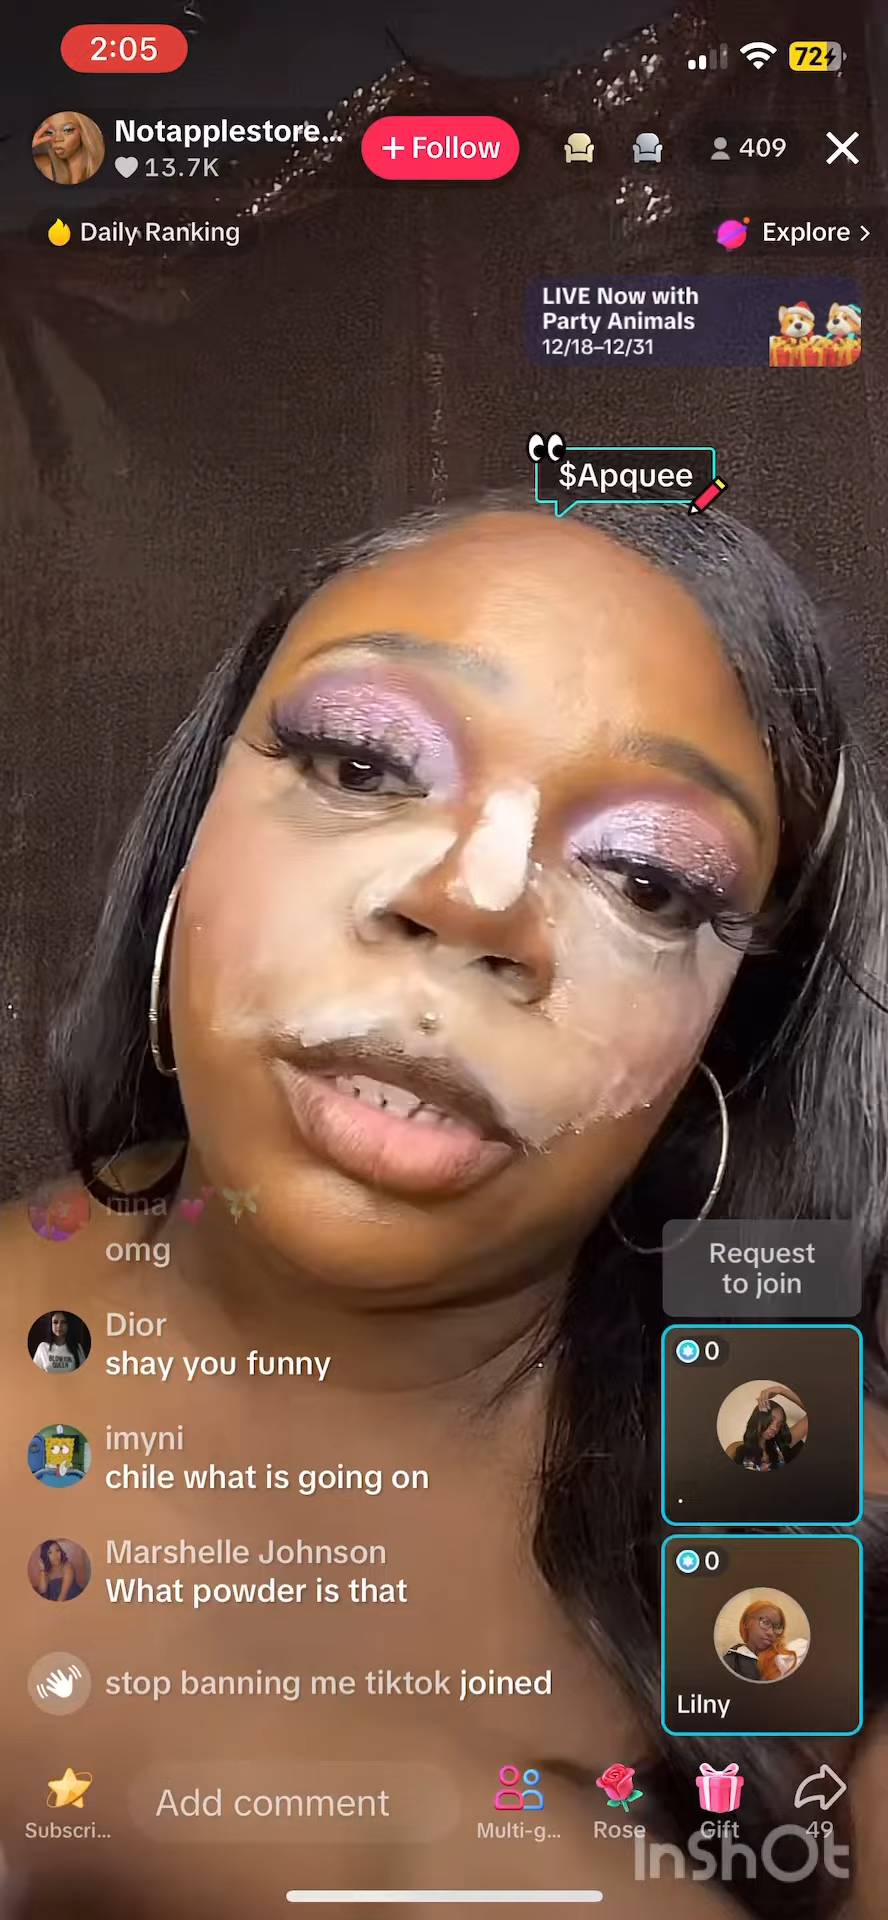 2:05
72
Notapplestore...
13.7K
+ Follow
409
Daily Ranking
Explore >
LIVE Now with
Party Animals
12/18–12/31
$Apquee
nina
omg
Dior
shay you funny
imyni
chile what is going on
Marshelle Johnson
What powder is that
stop banning me tiktok joined
Request
to join
0
.
0
Lilny
Add comment
Subscri...
Multi-g...
Rose
Gift
49
InShOt